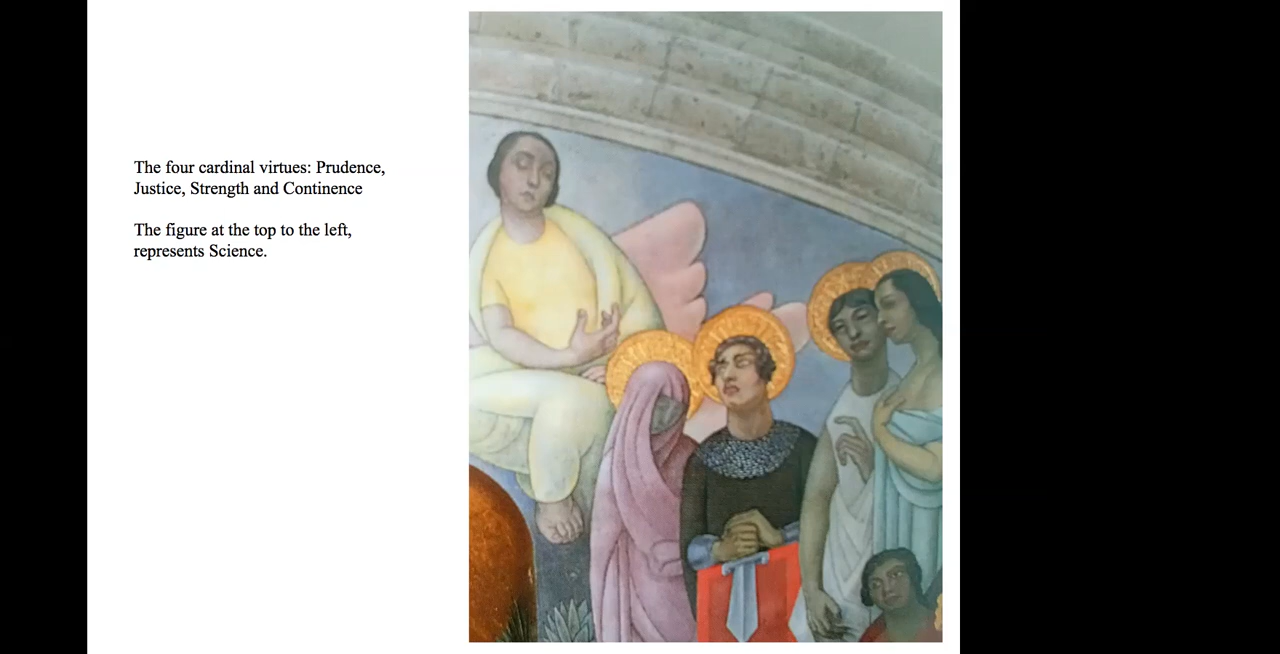 The four cardinal virtues: Prudence,
Justice, Strength and Continence
The figure at the top to the left,
represents Science.